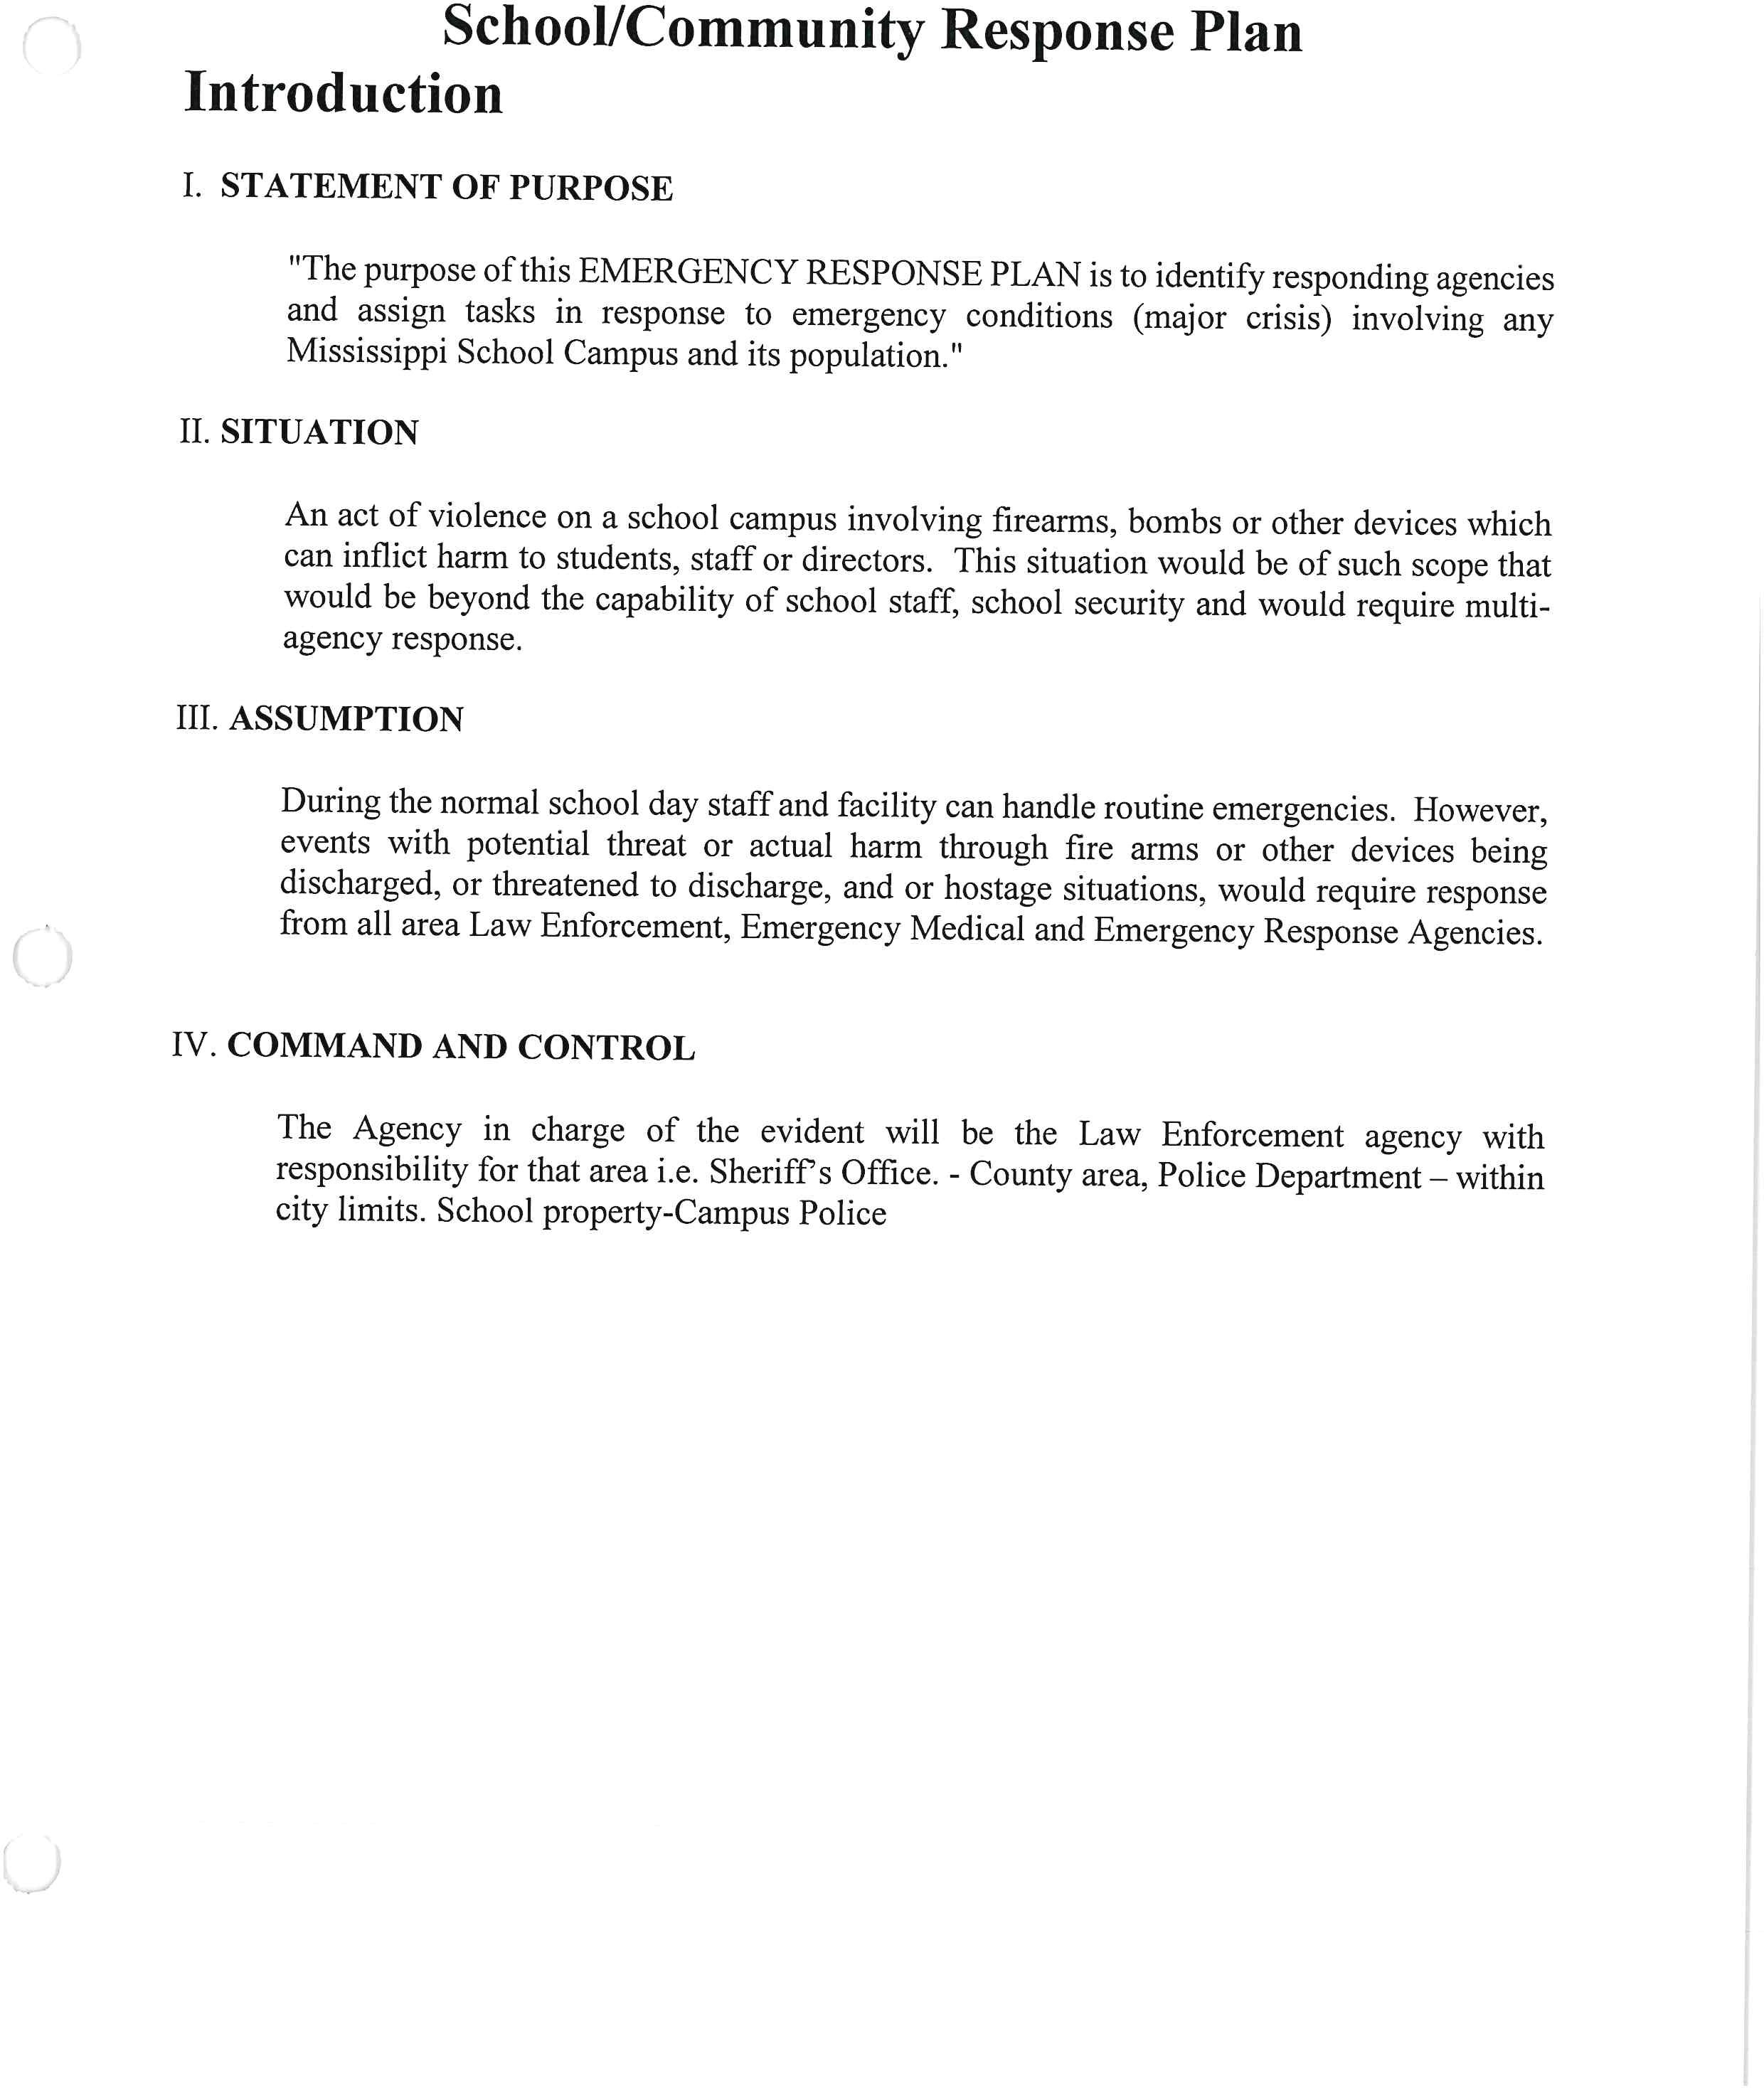 School/Community Response Plan
Introduction
I. STATEMENT OF PURPOSE
"The purpose of this EMERGENCY RESPONSE PLAN is to identify responding agencies
and assign tasks in response to emergency conditions (major crisis) involving any
Mississippi School Campus and its population."
II. SITUATION
An act of violence on a school campus involving firearms, bombs or other devices which
can inflict harm to students, staff or directors. This situation would be of such scope that
would be beyond the capability of school staff, school security and would require multi-
agency response.
III. ASSUMPTION
During the normal school day staff and facility can handle routine emergencies. However,
events with potential threat or actual harm through fire arms or other devices being
discharged, or threatened to discharge, and or hostage situations, would require response
from all area Law Enforcement, Emergency Medical and Emergency Response Agencies.
IV. COMMAND AND CONTROL
The Agency in charge of the evident will be the Law Enforcement agency with
responsibility for that area i.e. Sheriff's Office. - County area, Police Department – within
city limits. School property-Campus Police